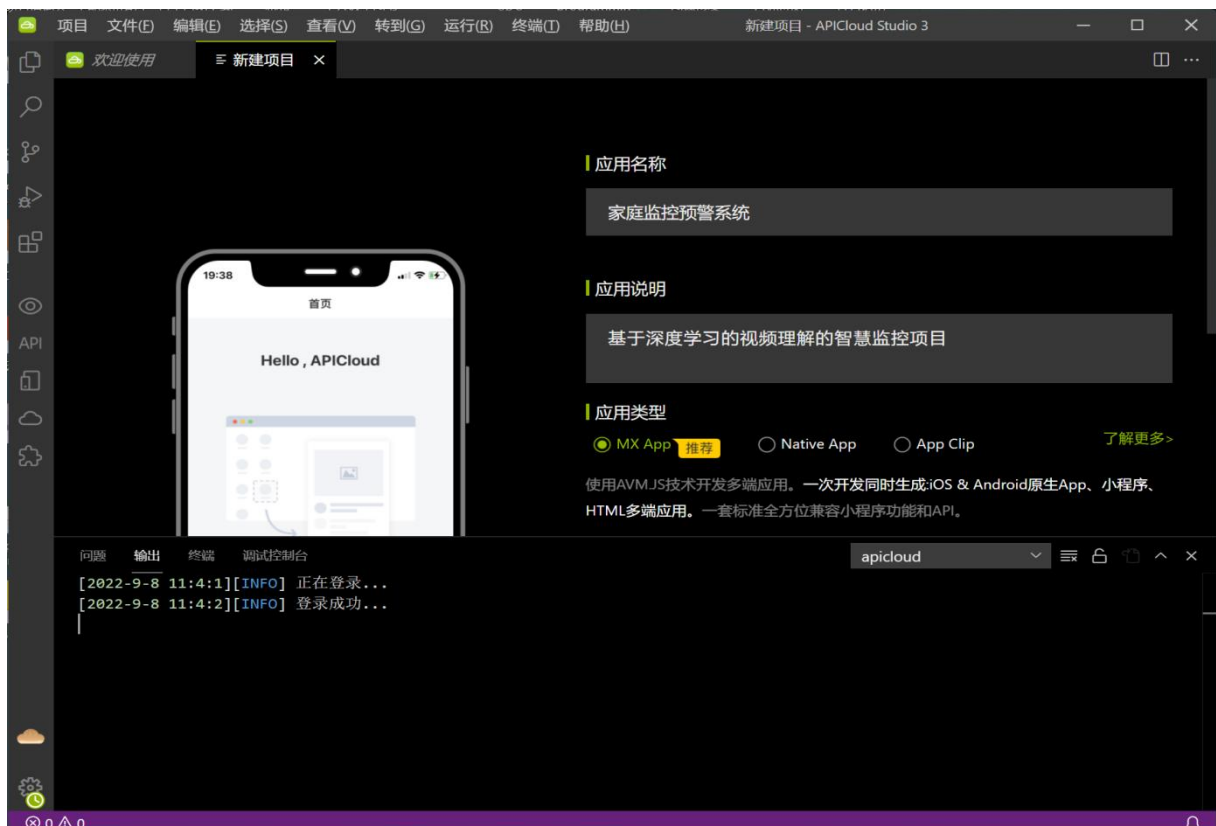 项目 文件(F) 编辑(E) 选择(S) 查看(V) 转到(G) 运行(R) 终端(T) 帮助(H) 新建项目 - APICloud Studio 3
欢迎使用 新建项目
应用名称
家庭监控预警系统
19:38
首页
Hello , APICloud
应用说明
基于深度学习的视频理解的智慧监控项目
API
应用类型
MX App 推荐 Native App App Clip 了解更多>
使用AVM.JS技术开发多端应用。一次开发同时生成:iOS & Android原生App、小程序、
HTML多端应用。一套标准全方位兼容小程序功能和API。
问题 输出 终端 调试控制台 apicloud
[2022-9-8 11:4:1][INFO] 正在登录...
[2022-9-8 11:4:2][INFO] 登录成功...
0 0